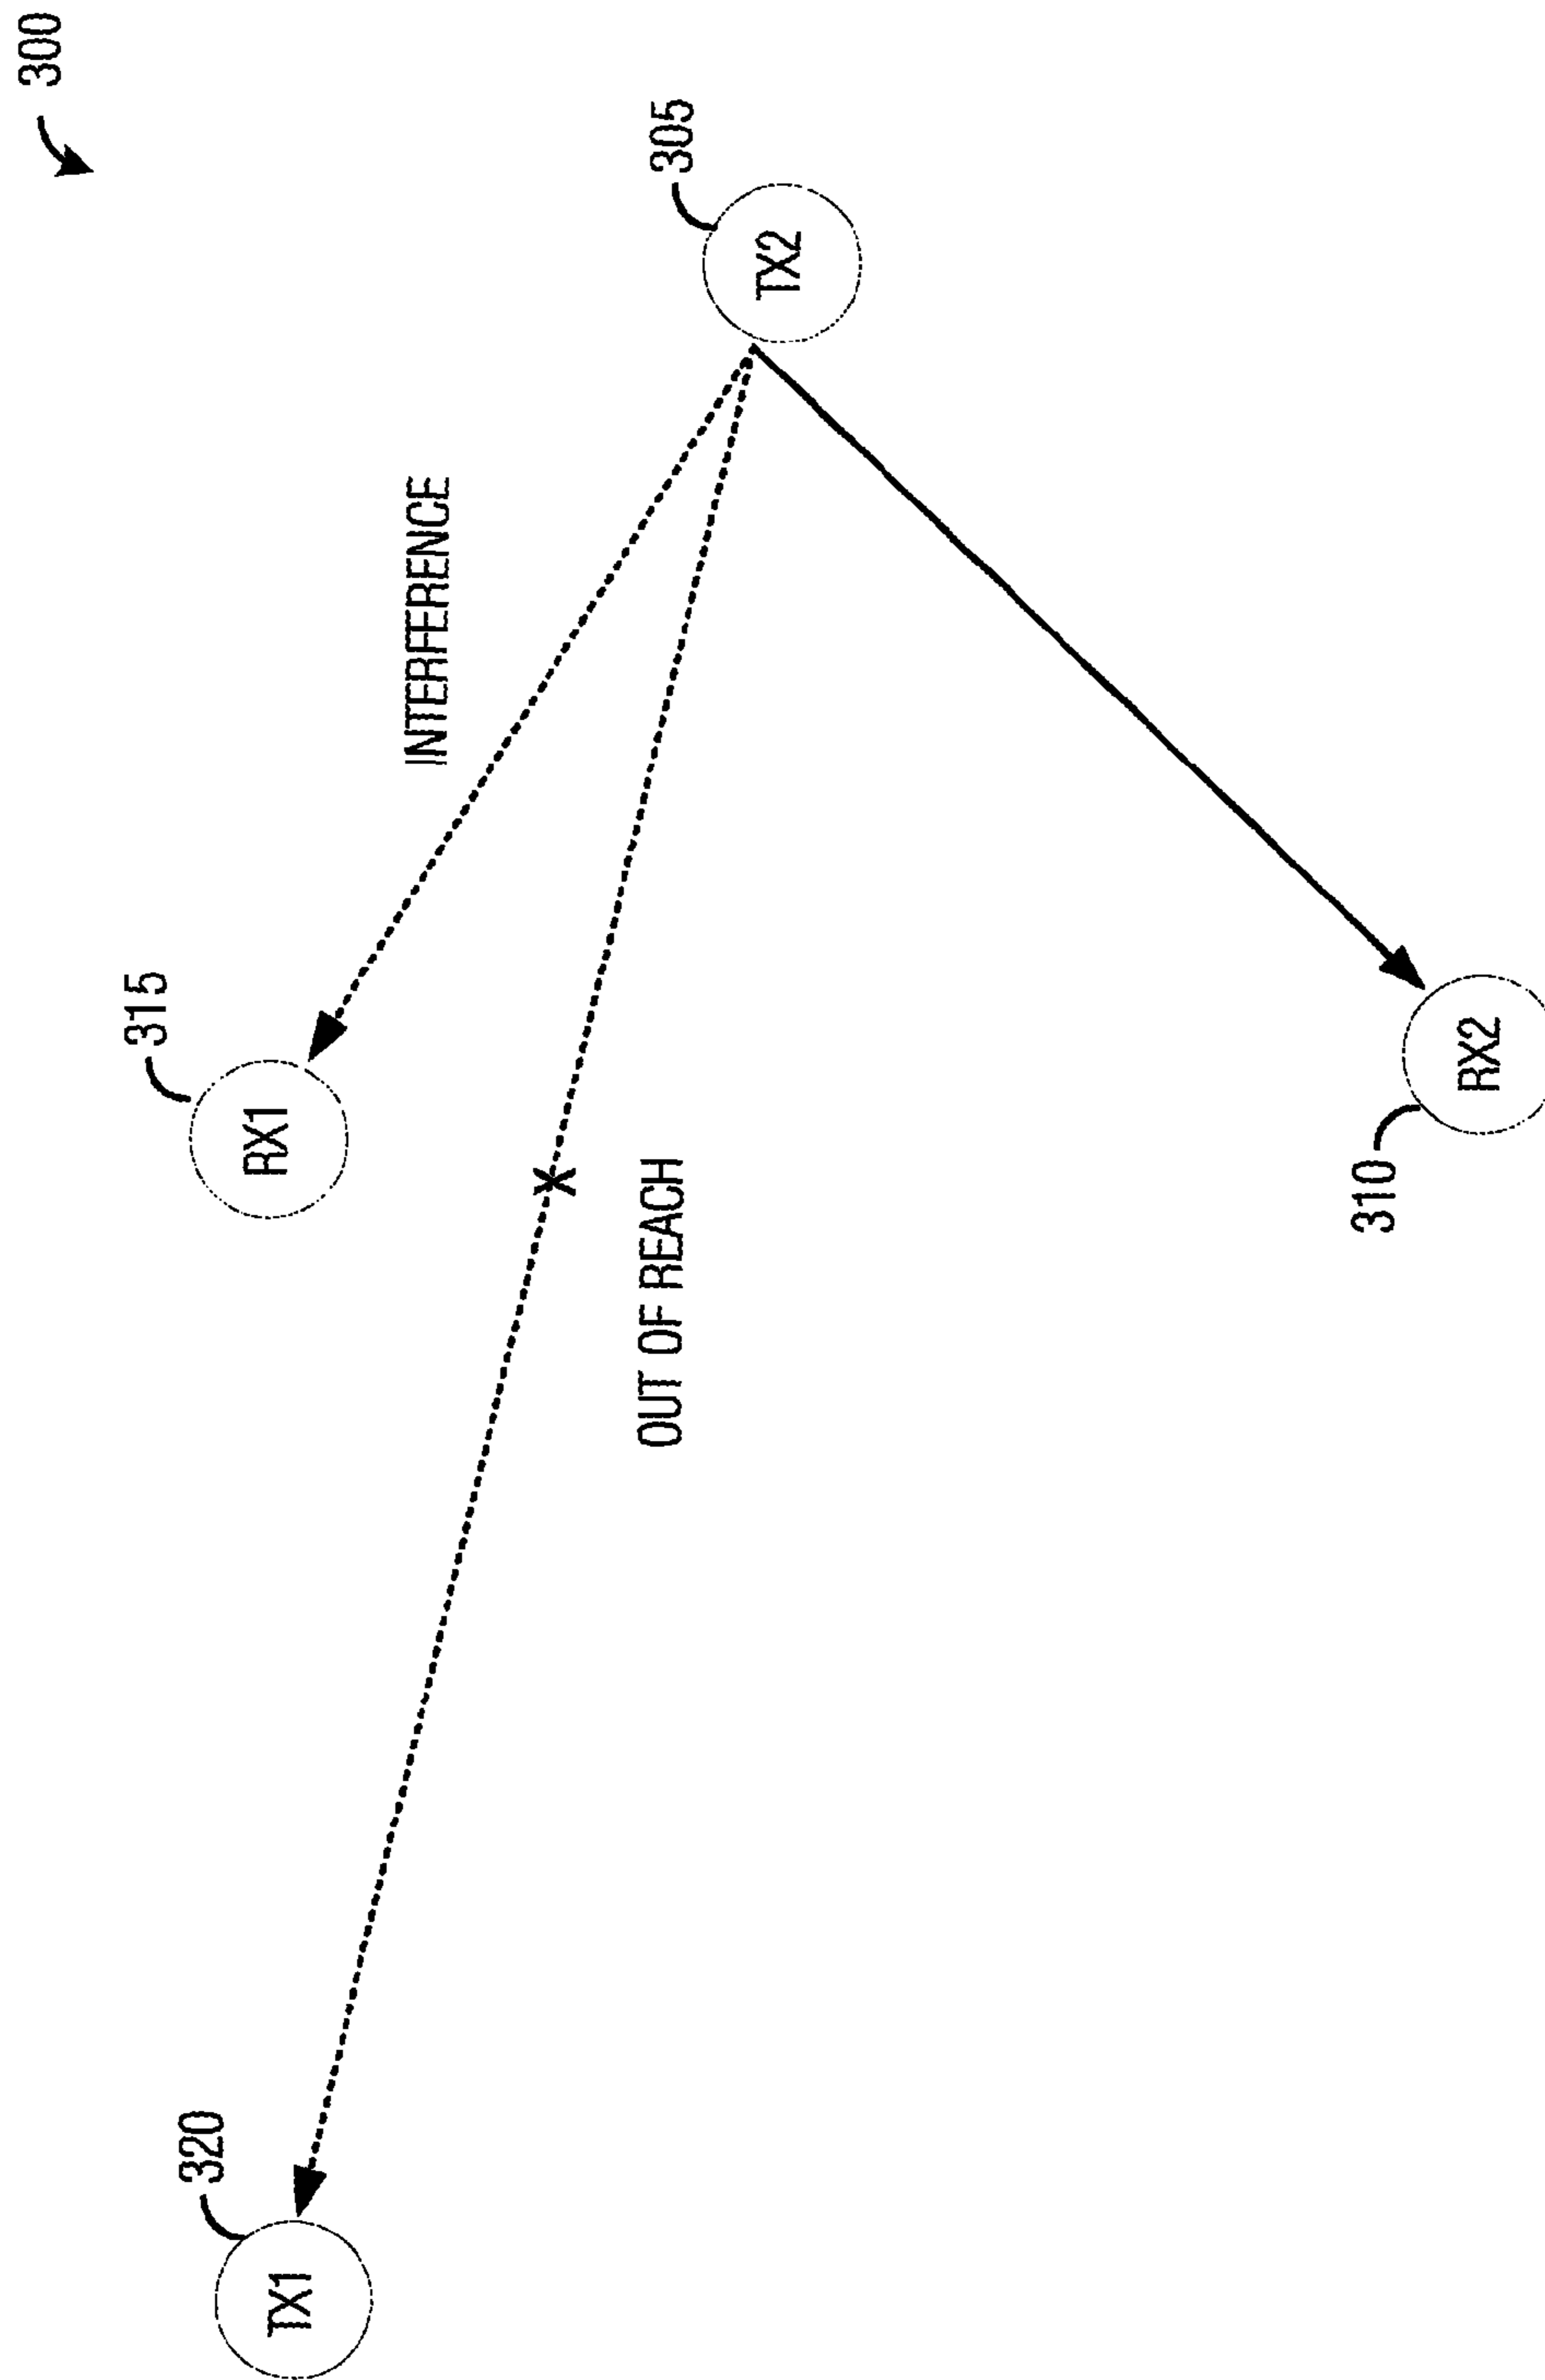 300
320
TX1
315
RX1
INTERFERENCE
305
TX2
OUT OF REACH
310
RX2